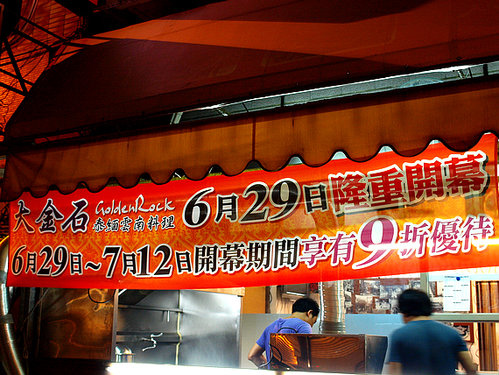 大金石 GoldenRock 泰緬雲南料理 6月29日隆重開幕
6月29日~7月12日開幕期間享有9折優待